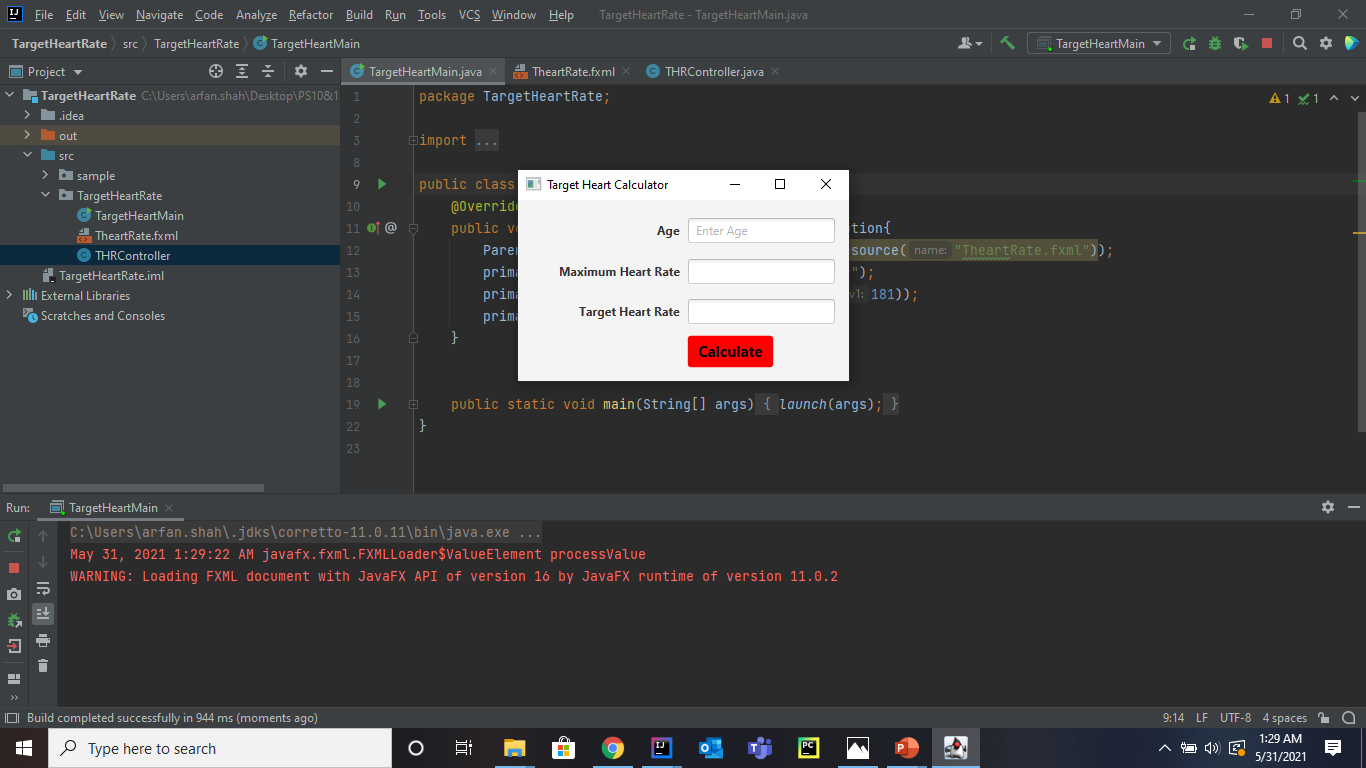 File Edit View Navigate Code Analyze Refactor Build Run Tools VCS Window Help TargetHeartRate - TargetHeartMain.java
TargetHeartRate src TargetHeartRate TargetHeartMain
TargetHeartMain
Project
TargetHeartMain.java TheartRate.fxml THRController.java
TargetHeartRate C:\Users\arfan.shah\Desktop\PS10&1
.idea
out
src
sample
TargetHeartRate
TargetHeartMain
TheartRate.fxml
THRController
TargetHeartRate.iml
External Libraries
Scratches and Consoles
1 package TargetHeartRate;
1 1
2
3 import ...
8
9 public class
10 @Override
11 @ public vo tion{
12 Paren source( name: "TheartRate.fxml"));
13 prima ");
14 prima v1: 181));
15 prima
16 }
17
18
19 public static void main(String[] args) { launch(args); }
22 }
23
Target Heart Calculator
Age Enter Age
Maximum Heart Rate
Target Heart Rate
Calculate
Run: TargetHeartMain
C:\Users\arfan.shah\.jdks\corretto-11.0.11\bin\java.exe ...
May 31, 2021 1:29:22 AM javafx.fxml.FXMLLoader$ValueElement processValue
WARNING: Loading FXML document with JavaFX API of version 16 by JavaFX runtime of version 11.0.2
Build completed successfully in 944 ms (moments ago)
9:14 LF UTF-8 4 spaces
Type here to search
1:29 AM
5/31/2021